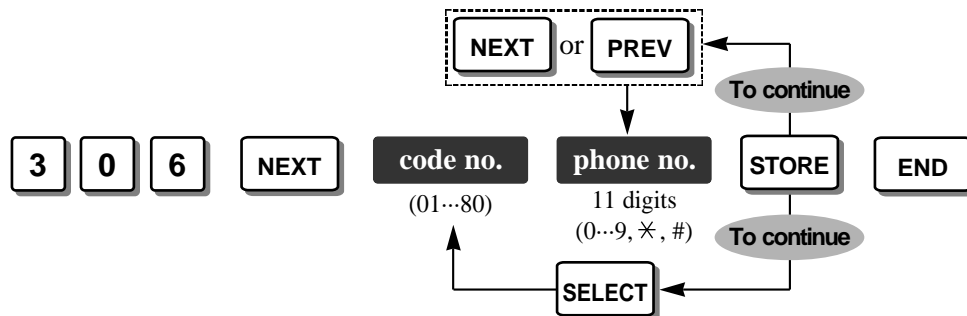 NEXT or PREV
To continue
3 0 6 NEXT code no. phone no. STORE END
(01···80) 11 digits
(0···9, ✳, #)
To continue
SELECT